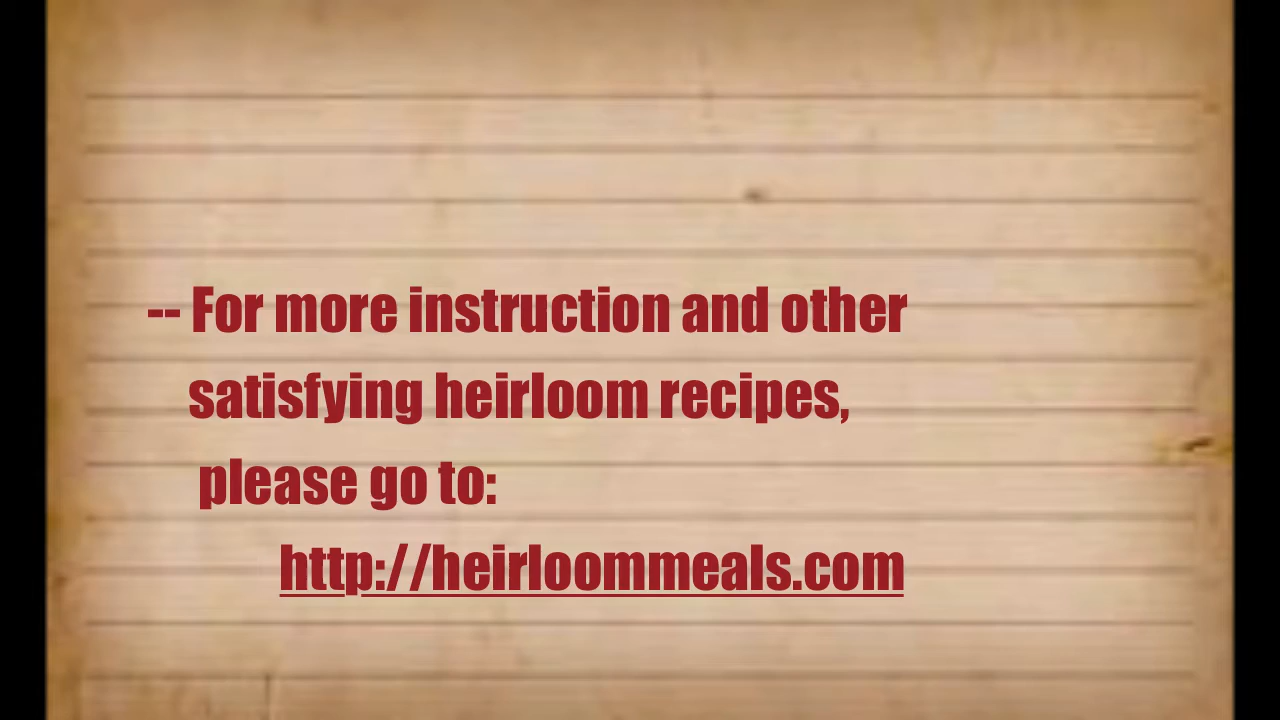 -- For more instruction and other
satisfying heirloom recipes,
please go to:
http://heirloommeals.com